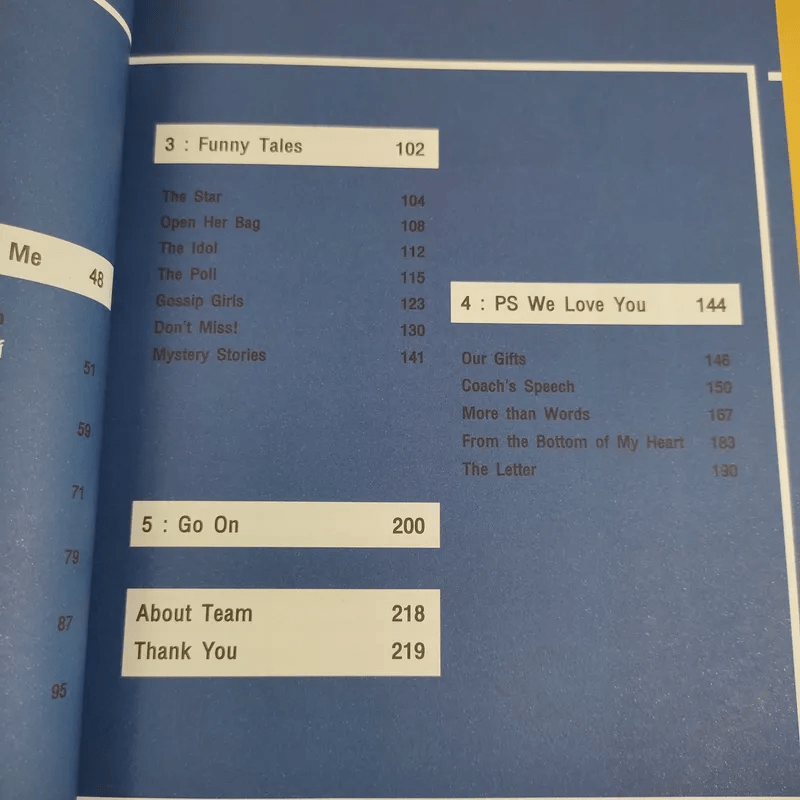 Me 48
51
59
71
79
87
95
3 : Funny Tales 102
The Star 104
Open Her Bag 108
The Idol 112
The Poll 115
Gossip Girls 123
Don't Miss! 130
Mystery Stories 141
4 : PS We Love You 144
Our Gifts 146
Coach's Speech 150
More than Words 167
From the Bottom of My Heart 183
The Letter 190
5 : Go On 200
About Team 218
Thank You 219